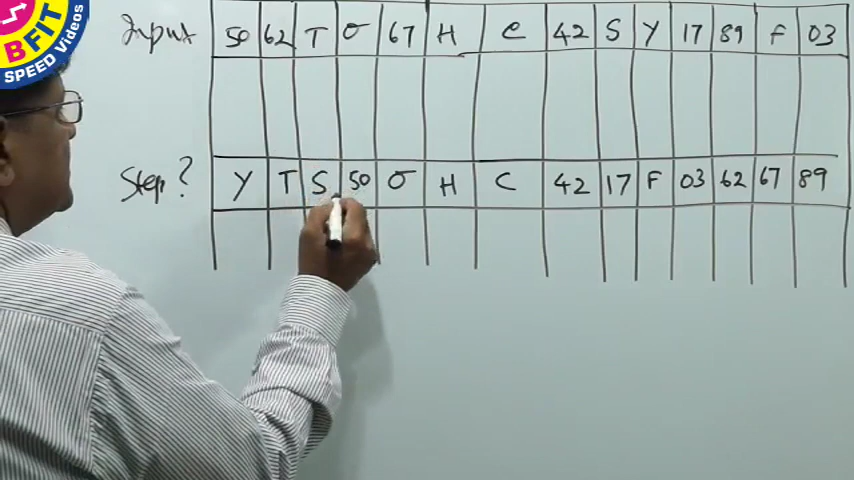 BFIT
SPEED Videos
Input 50 62 T O 67 H C 42 S Y 17 89 F 03
Step? Y T S 50 O H C 42 17 F 03 62 67 89